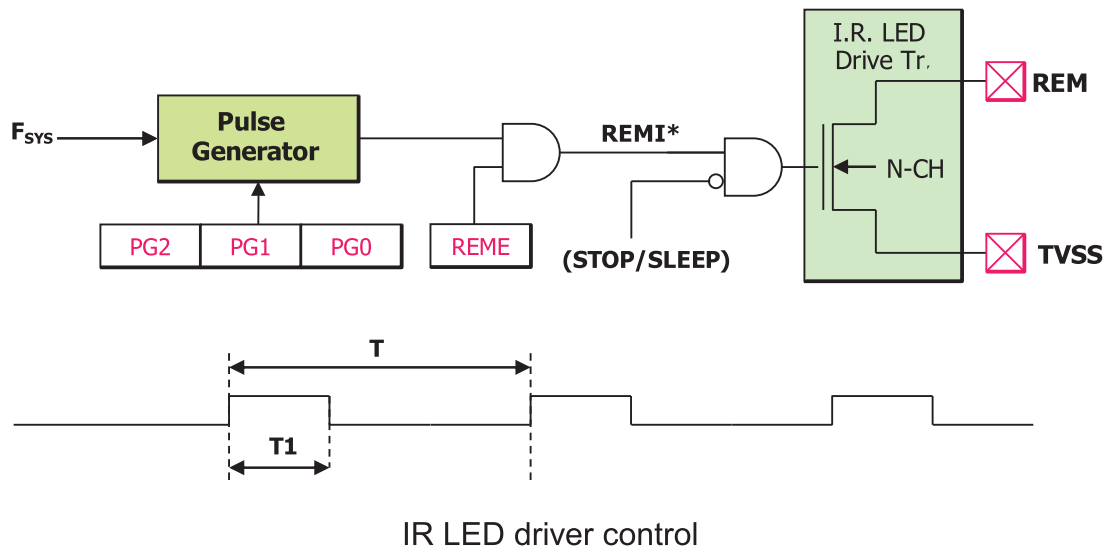 I.R. LED
Drive Tr.
REM
FSYS
Pulse
Generator
REMI*
N-CH
PG2 PG1 PG0
REME
(STOP/SLEEP)
TVSS
T
T1
IR LED driver control